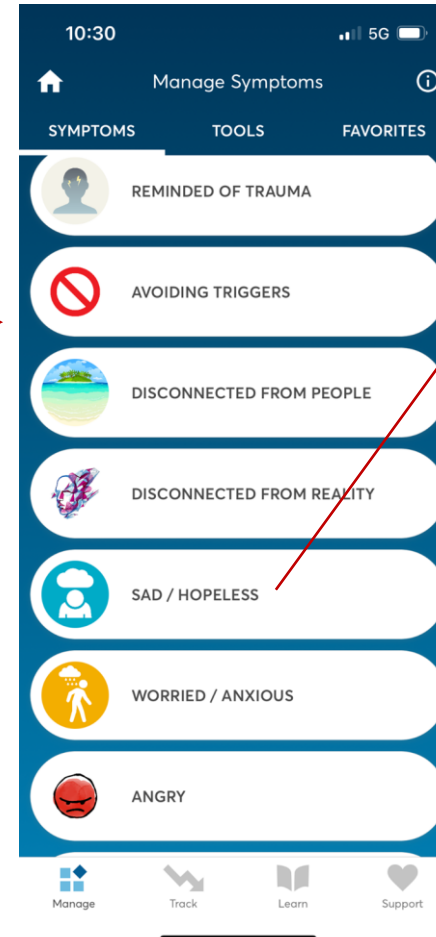 10:30 5G
Manage Symptoms
SYMPTOMS TOOLS FAVORITES
REMINDED OF TRAUMA
AVOIDING TRIGGERS
DISCONNECTED FROM PEOPLE
DISCONNECTED FROM REALITY
SAD / HOPELESS
WORRIED / ANXIOUS
ANGRY
Manage Track Learn Support